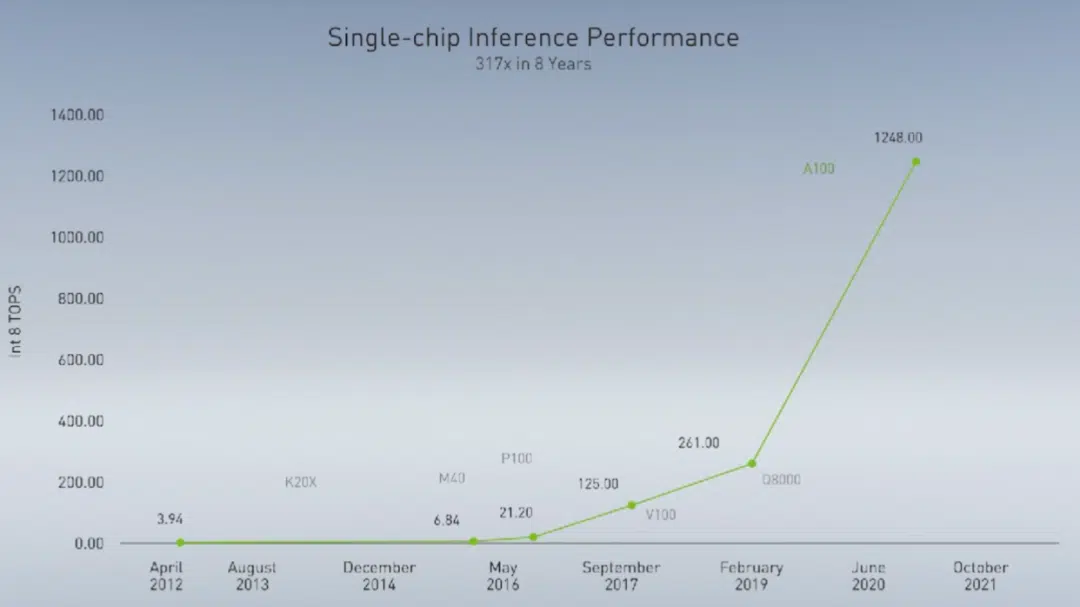 Single-chip Inference Performance
317x in 8 Years
1400.00
1200.00
1000.00
800.00
600.00
400.00
200.00
0.00
Int 8 TOPS
3.94
6.84
21.20
125.00
261.00
1248.00
K20X
M40
P100
V100
Q8000
A100
April
2012
August
2013
December
2014
May
2016
September
2017
February
2019
June
2020
October
2021